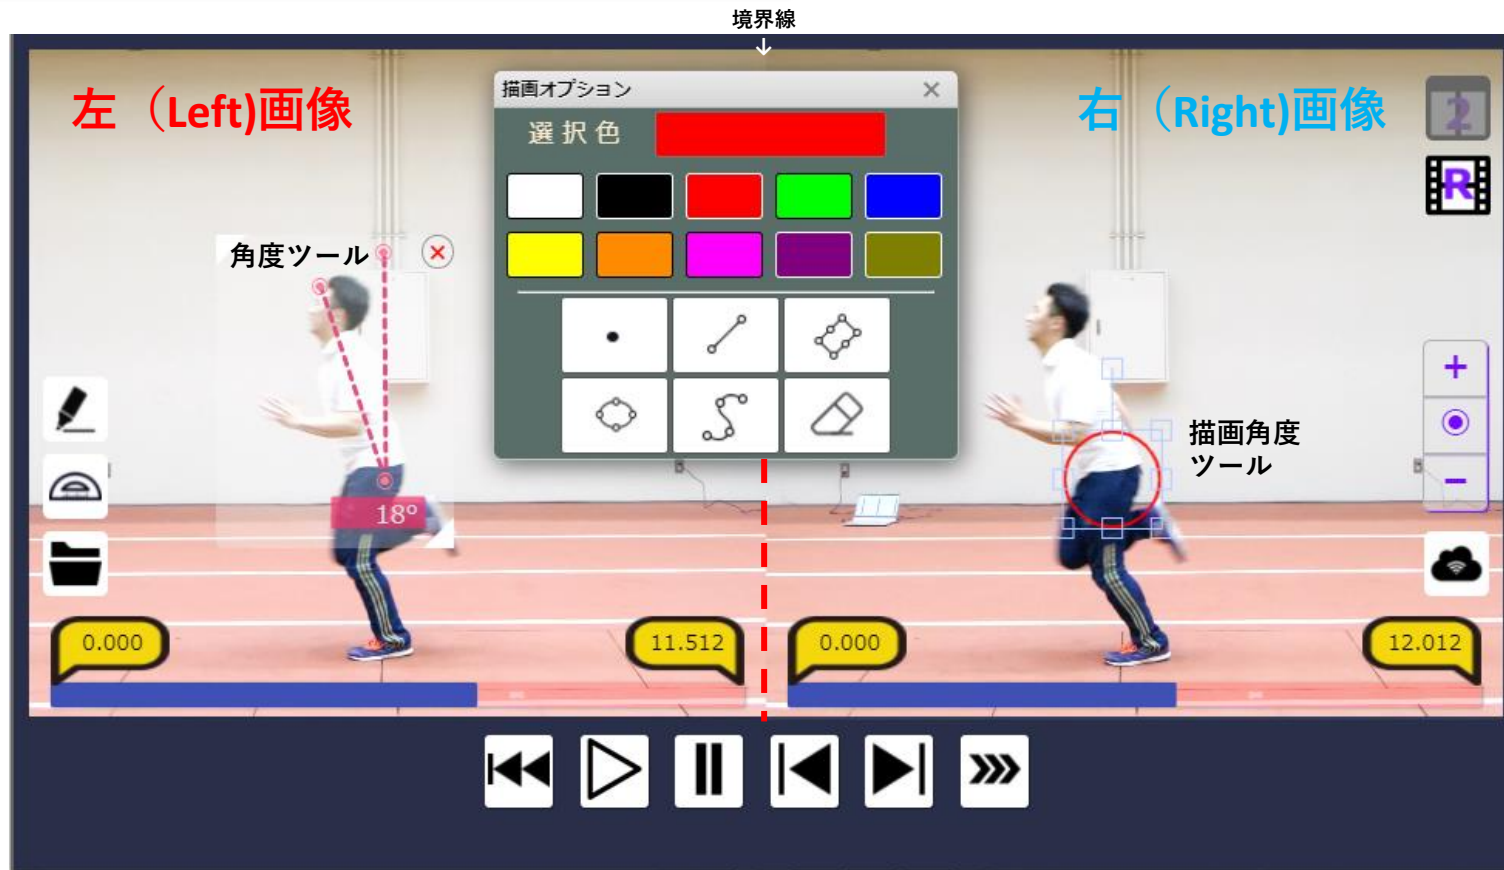 境界線
↓
左（Left)画像
描画オプション
×
右（Right)画像
2
選択色
R
角度ツール
描画角度
ツール
18°
0.000
11.512
0.000
12.012